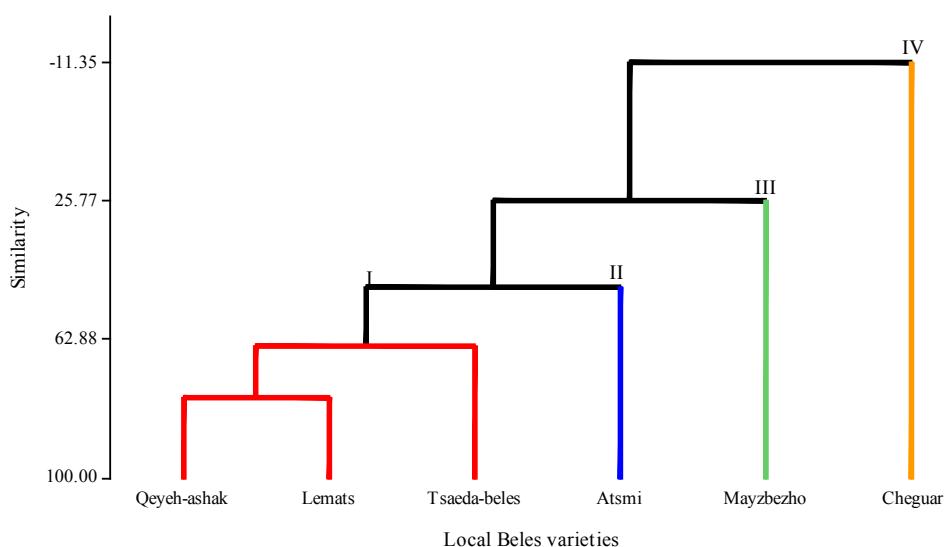 IV
-11.35
25.77
III
Similarity
I
II
62.88
100.00
Qeyeh-ashak Lemats Tsaeda-beles Atsmi Mayzbezho Cheguar
Local Beles varieties